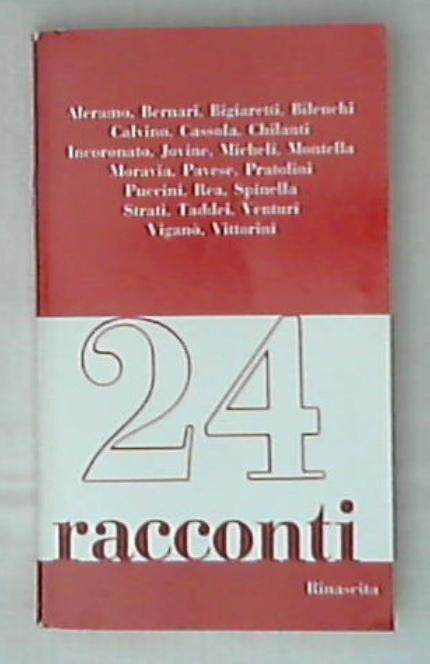 Aleramo, Bernari, Bigiaretti, Bilenchi
Calvino, Cassola, Chilanti
Incoronato, Jovine, Micheli, Montella
Moravia, Pavese, Pratolini
Puccini, Rea, Spinella
Strati, Taddei, Venturi
Viganò, Vittorini
24
racconti
Rinascita